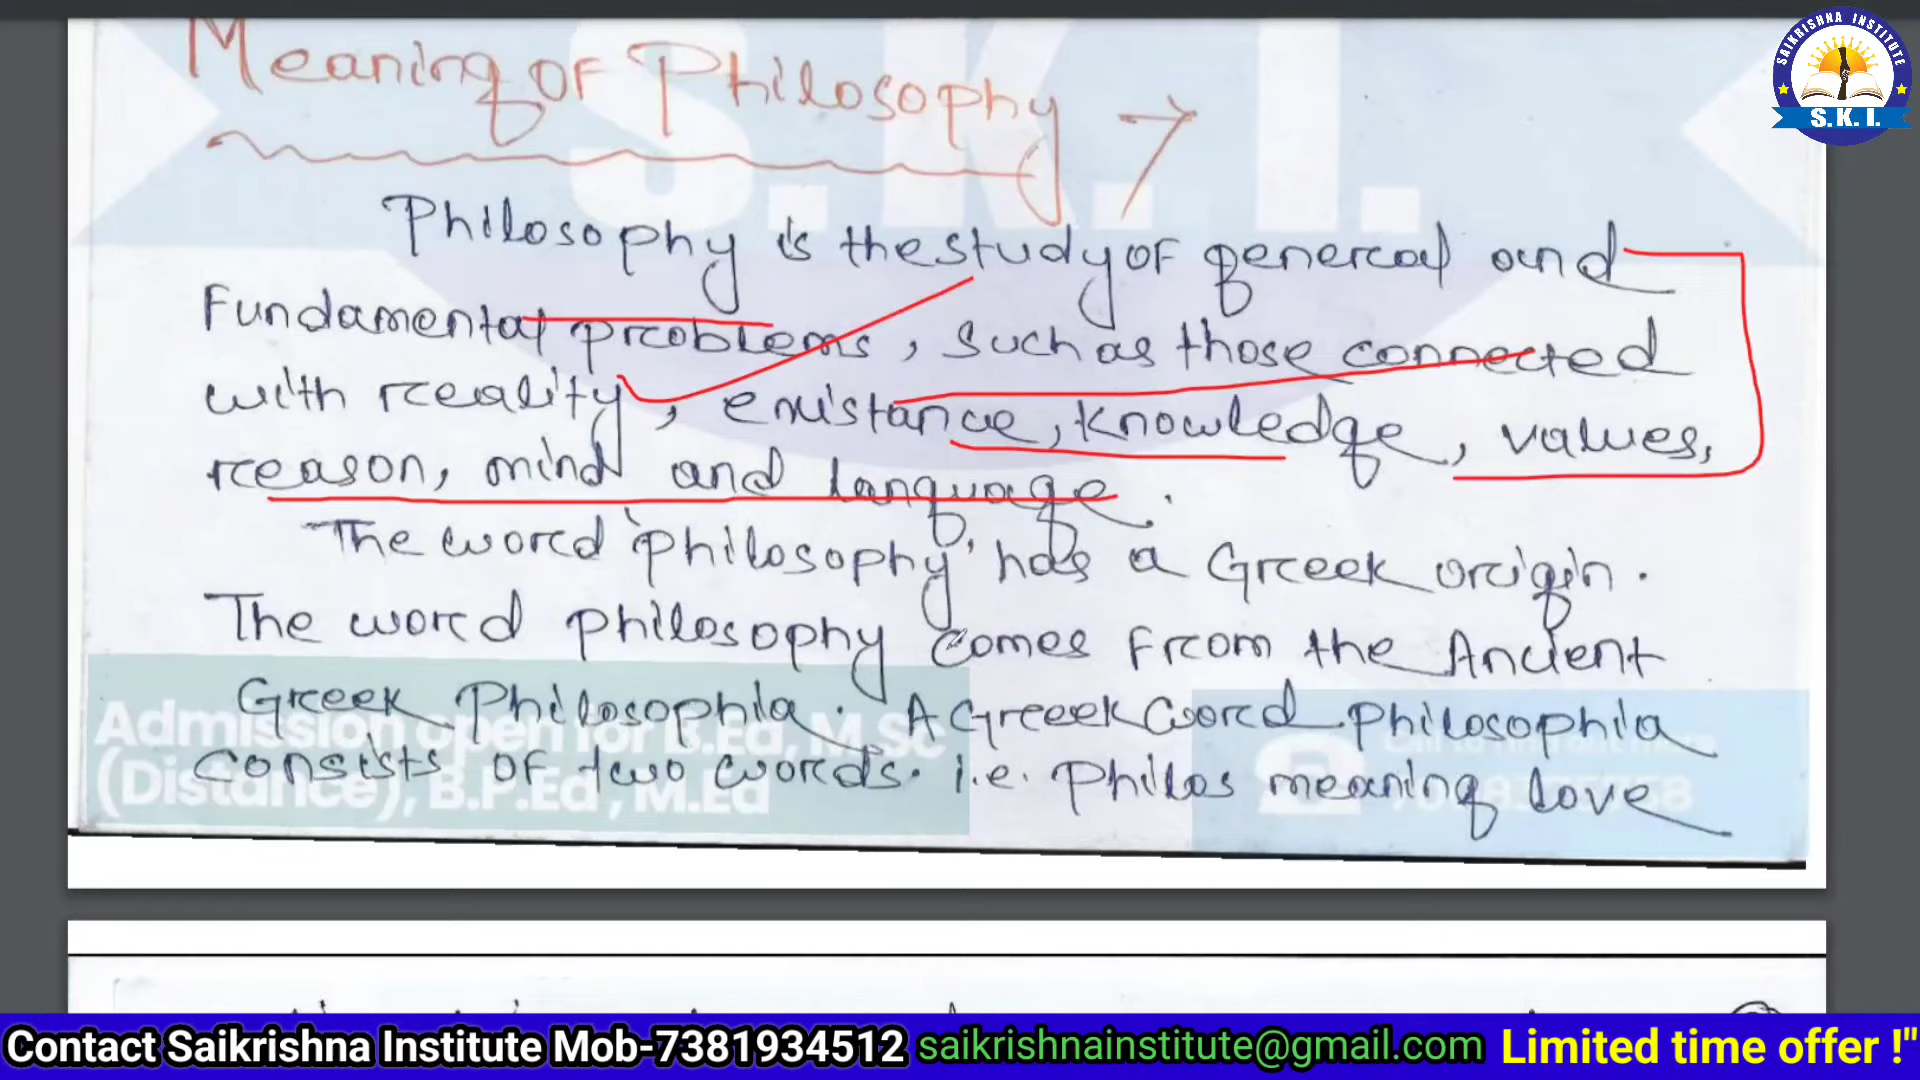 SAIKRISHNA INSTITUTE
S.K.I.
S.K.I.
Meaning of Philosophy →
Philosophy is the study of general and
Fundamental problems, such as those connected
with reality, existance, knowledge, values,
reason, mind and language.
The word 'philosophy' has a Greek origin.
The word philosophy comes from the Ancient
Greek Philosophia. A Greek word philosophia
consists of two words. i.e. philos meaning love
Admission open for B.Ed, M.Sc
(Distance), B.P.Ed, M.Ed
Contact Saikrishna Institute Mob-7381934512 saikrishnainstitute@gmail.com Limited time offer !"